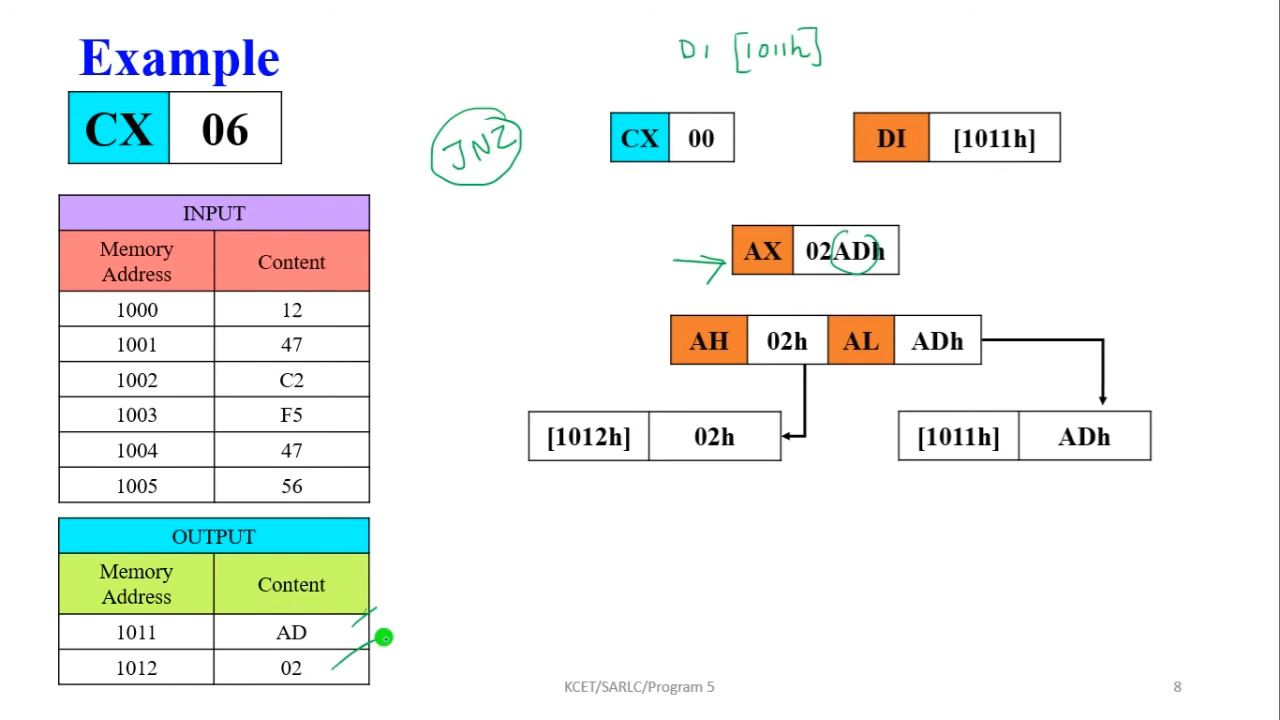 Example
DI [1011h]
CX 06
JNZ
CX 00
DI [1011h]
INPUT
Memory Address Content
1000 12
1001 47
1002 C2
1003 F5
1004 47
1005 56
AX 02ADh
AH 02h AL ADh
[1012h] 02h
[1011h] ADh
OUTPUT
Memory Address Content
1011 AD
1012 02
KCET/SARLC/Program 5
8